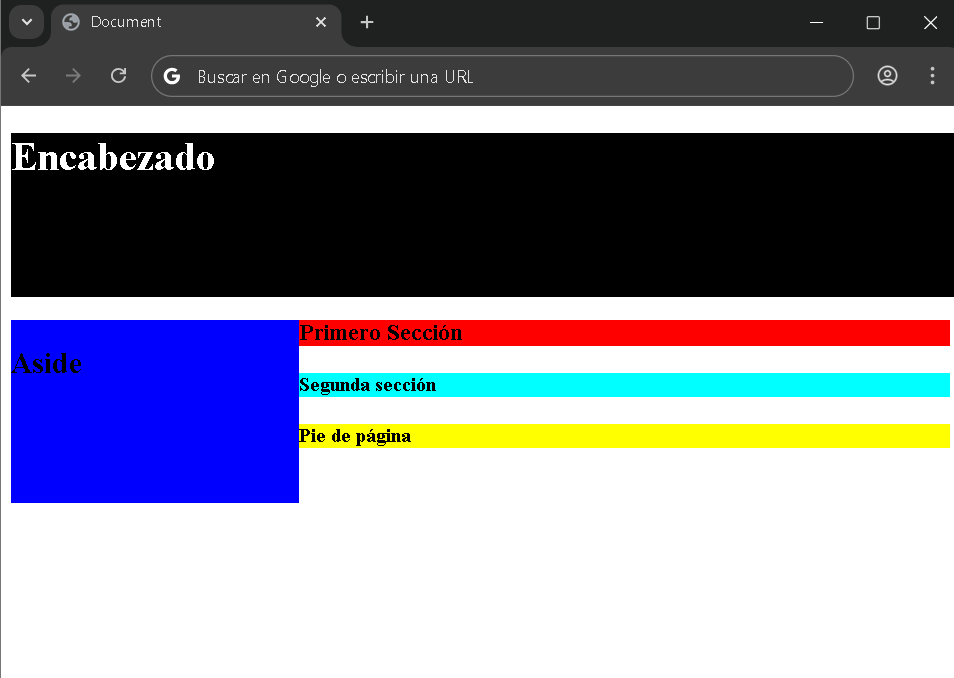 Document
Buscar en Google o escribir una URL
Encabezado
Aside
Primero Sección
Segunda sección
Pie de página